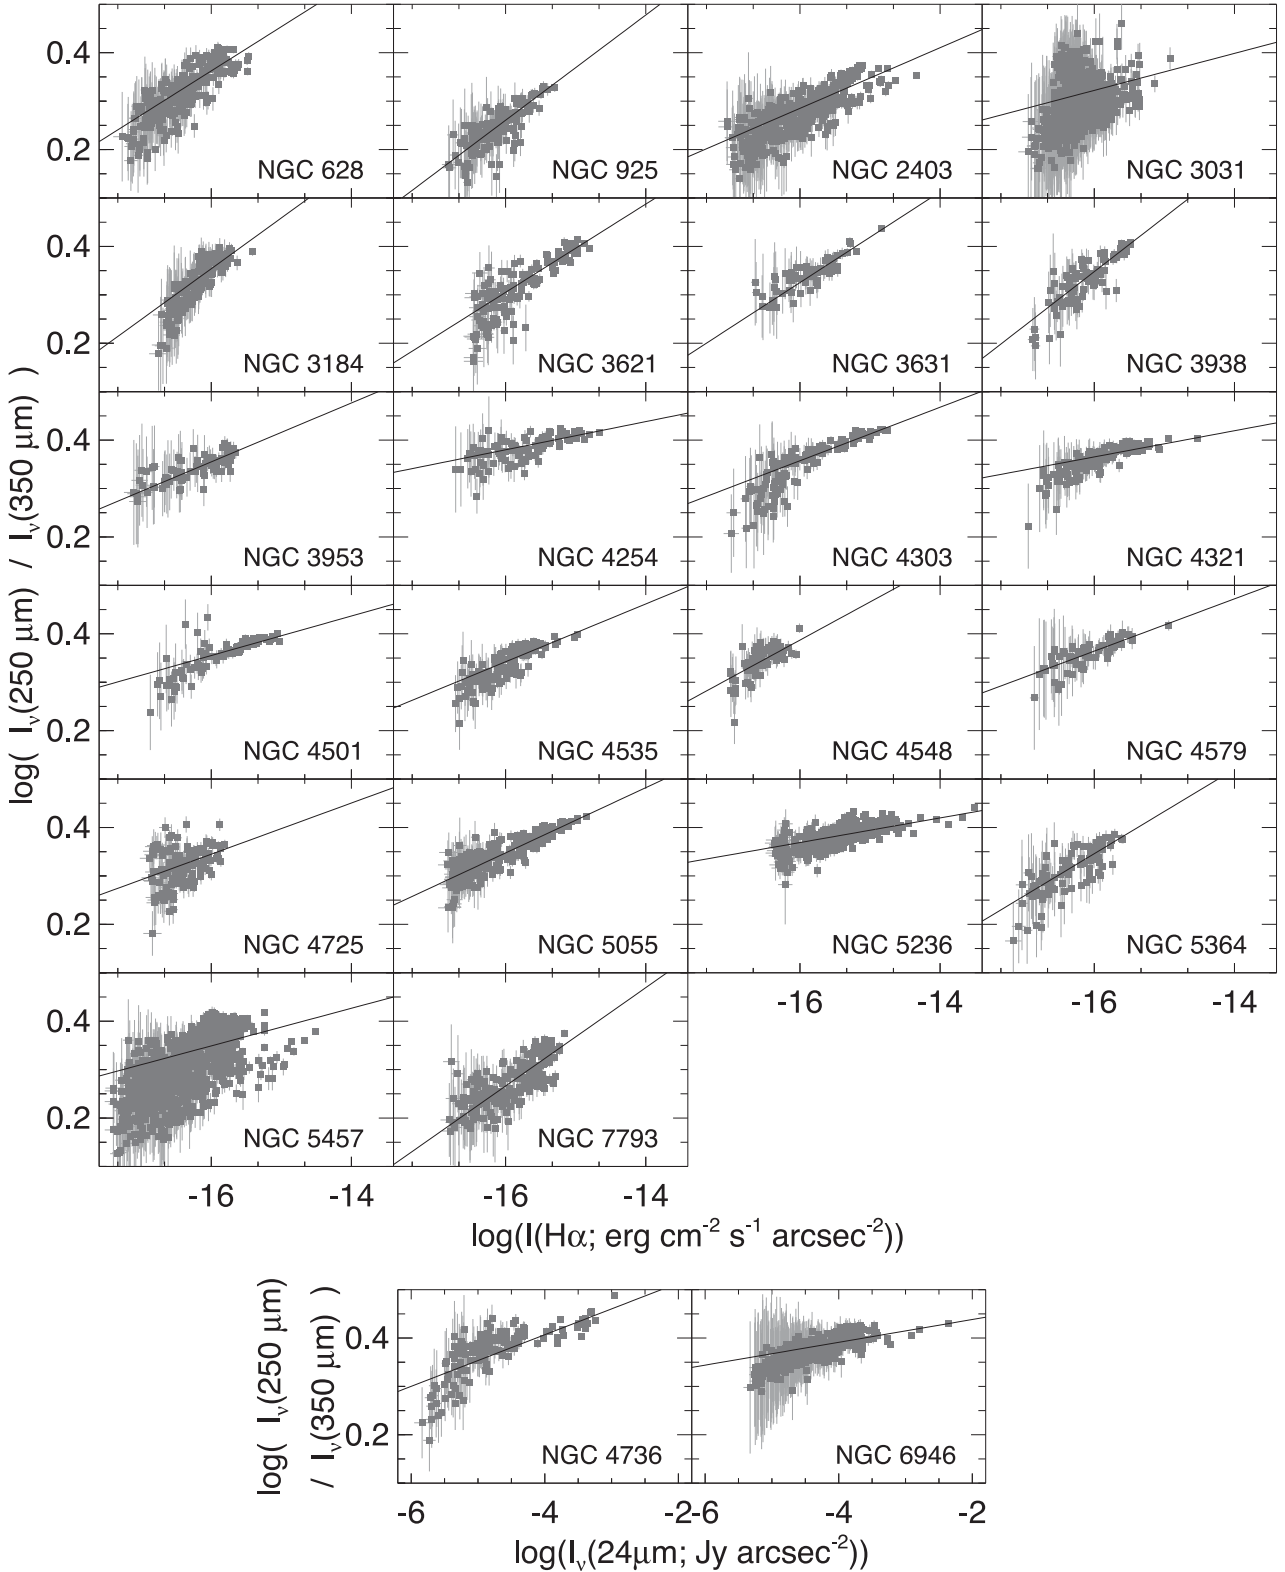 0.4
0.2
NGC 628
NGC 925
NGC 2403
NGC 3031
0.4
0.2
NGC 3184
NGC 3621
NGC 3631
NGC 3938
0.4
0.2
NGC 3953
NGC 4254
NGC 4303
NGC 4321
0.4
0.2
NGC 4501
NGC 4535
NGC 4548
NGC 4579
0.4
0.2
NGC 4725
NGC 5055
NGC 5236
NGC 5364
-16 -14 -16 -14
0.4
0.2
NGC 5457
NGC 7793
-16 -14 -16 -14
log( Iν(250 μm) / Iν(350 μm) )
log(I(Hα; erg cm-2 s-1 arcsec-2))
log( Iν(250 μm)
/ Iν(350 μm) )
0.4
0.2
NGC 4736
NGC 6946
-6 -4 -2 -6 -4 -2
log(Iν(24μm; Jy arcsec-2))